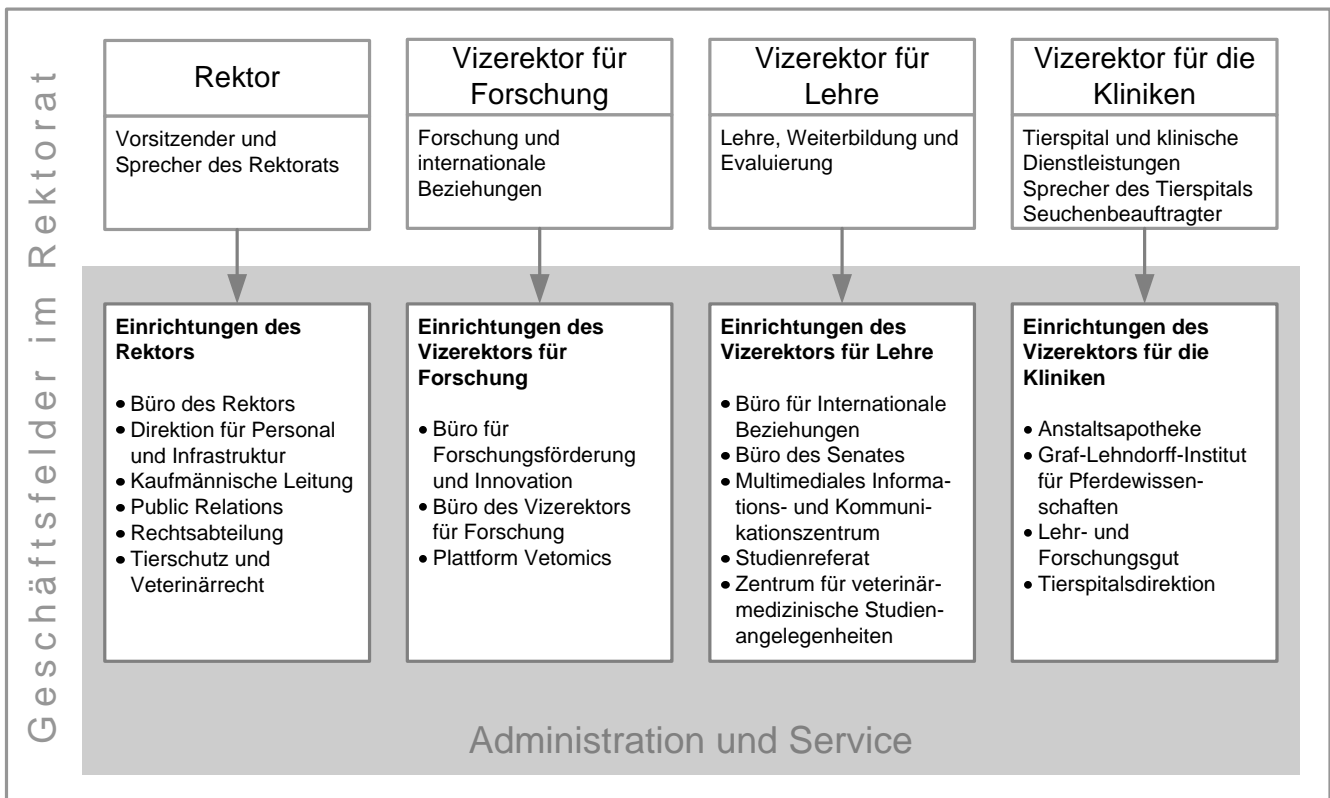 Geschäftsfelder im Rektorat
Rektor
Vorsitzender und
Sprecher des Rektorats
Vizerektor für
Forschung
Forschung und
internationale
Beziehungen
Vizerektor für
Lehre
Lehre, Weiterbildung und
Evaluierung
Vizerektor für die
Kliniken
Tierspital und klinische
Dienstleistungen
Sprecher des Tierspitals
Seuchenbeauftragter
Einrichtungen des
Rektors
• Büro des Rektors
• Direktion für Personal
und Infrastruktur
• Kaufmännische Leitung
• Public Relations
• Rechtsabteilung
• Tierschutz und
Veterinärrecht
Einrichtungen des
Vizerektors für
Forschung
• Büro für
Forschungsförderung
und Innovation
• Büro des Vizerektors
für Forschung
• Plattform Vetomics
Einrichtungen des
Vizerektors für Lehre
• Büro für Internationale
Beziehungen
• Büro des Senates
• Multimediales Informa-
tions- und Kommuni-
kationszentrum
• Studienreferat
• Zentrum für veterinär-
medizinische Studien-
angelegenheiten
Einrichtungen des
Vizerektors für die
Kliniken
• Anstaltsapotheke
• Graf-Lehndorff-Institut
für Pferdewissen-
schaften
• Lehr- und
Forschungsgut
• Tierspitalsdirektion
Administration und Service